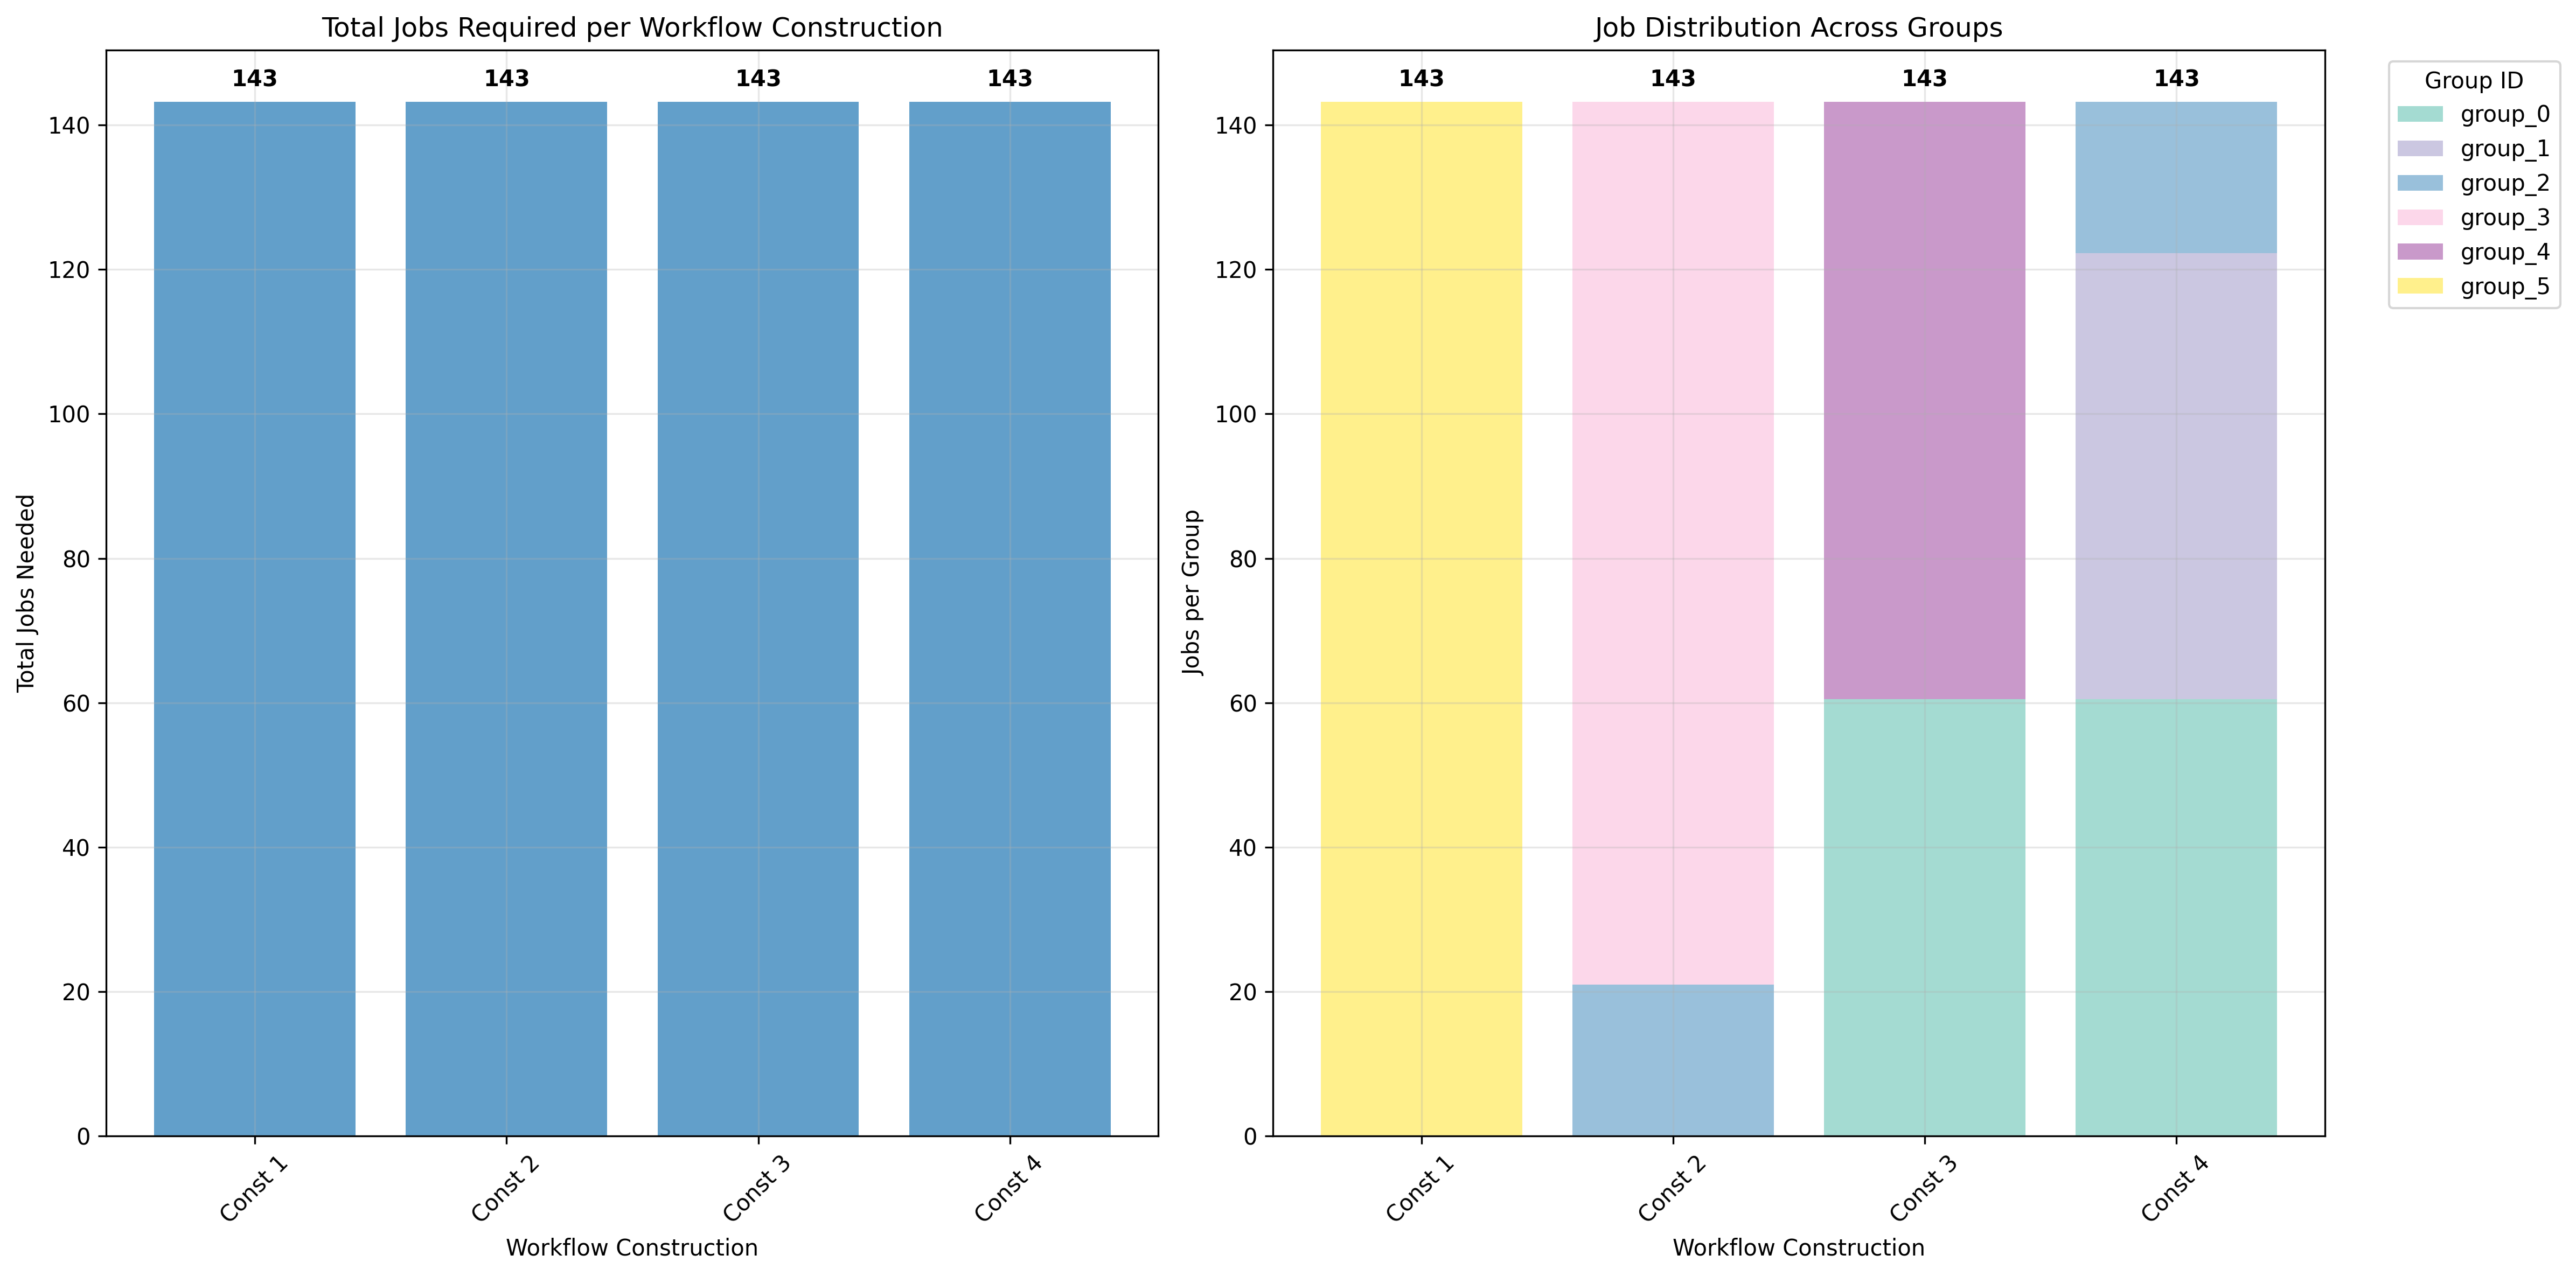 Total Jobs Required per Workflow Construction
143 143 143 143
140
120
100
80
60
40
20
0
Total Jobs Needed
Const 1 Const 2 Const 3 Const 4
Workflow Construction
Job Distribution Across Groups
143 143 143 143
140
120
100
80
60
40
20
0
Jobs per Group
Const 1 Const 2 Const 3 Const 4
Workflow Construction
Group ID
group_0
group_1
group_2
group_3
group_4
group_5